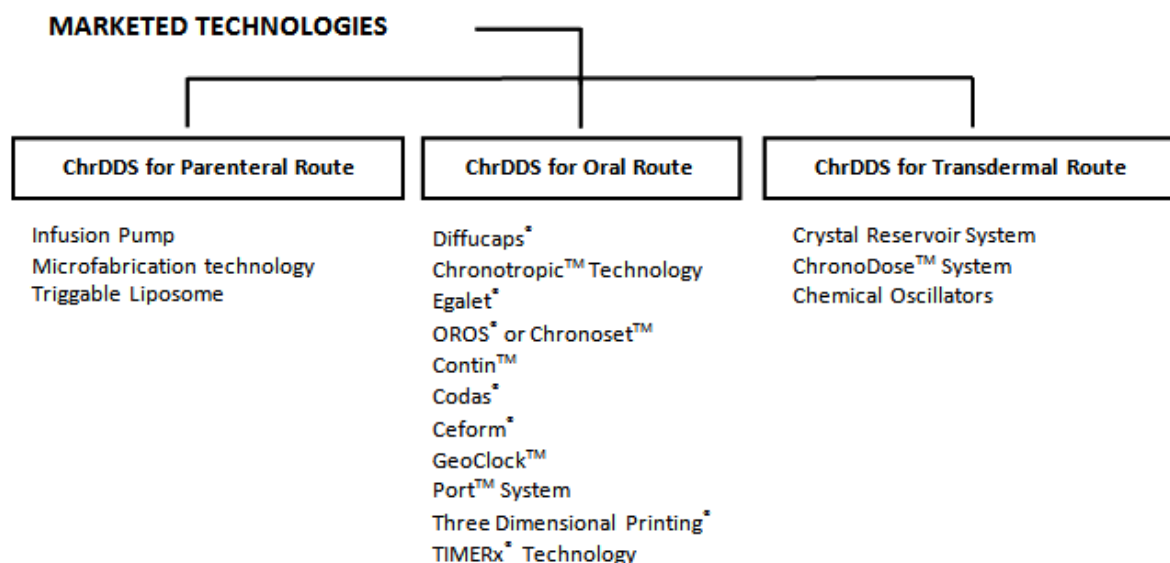 MARKETED TECHNOLOGIES
ChrDDS for Parenteral Route
Infusion Pump
Microfabrication technology
Triggable Liposome
ChrDDS for Oral Route
Diffucaps®
Chronotropic™ Technology
Egalet®
OROS® or Chronoset™
Contin™
Codas®
Ceform®
GeoClock™
Port™ System
Three Dimensional Printing®
TIMERx® Technology
ChrDDS for Transdermal Route
Crystal Reservoir System
ChronoDose™ System
Chemical Oscillators